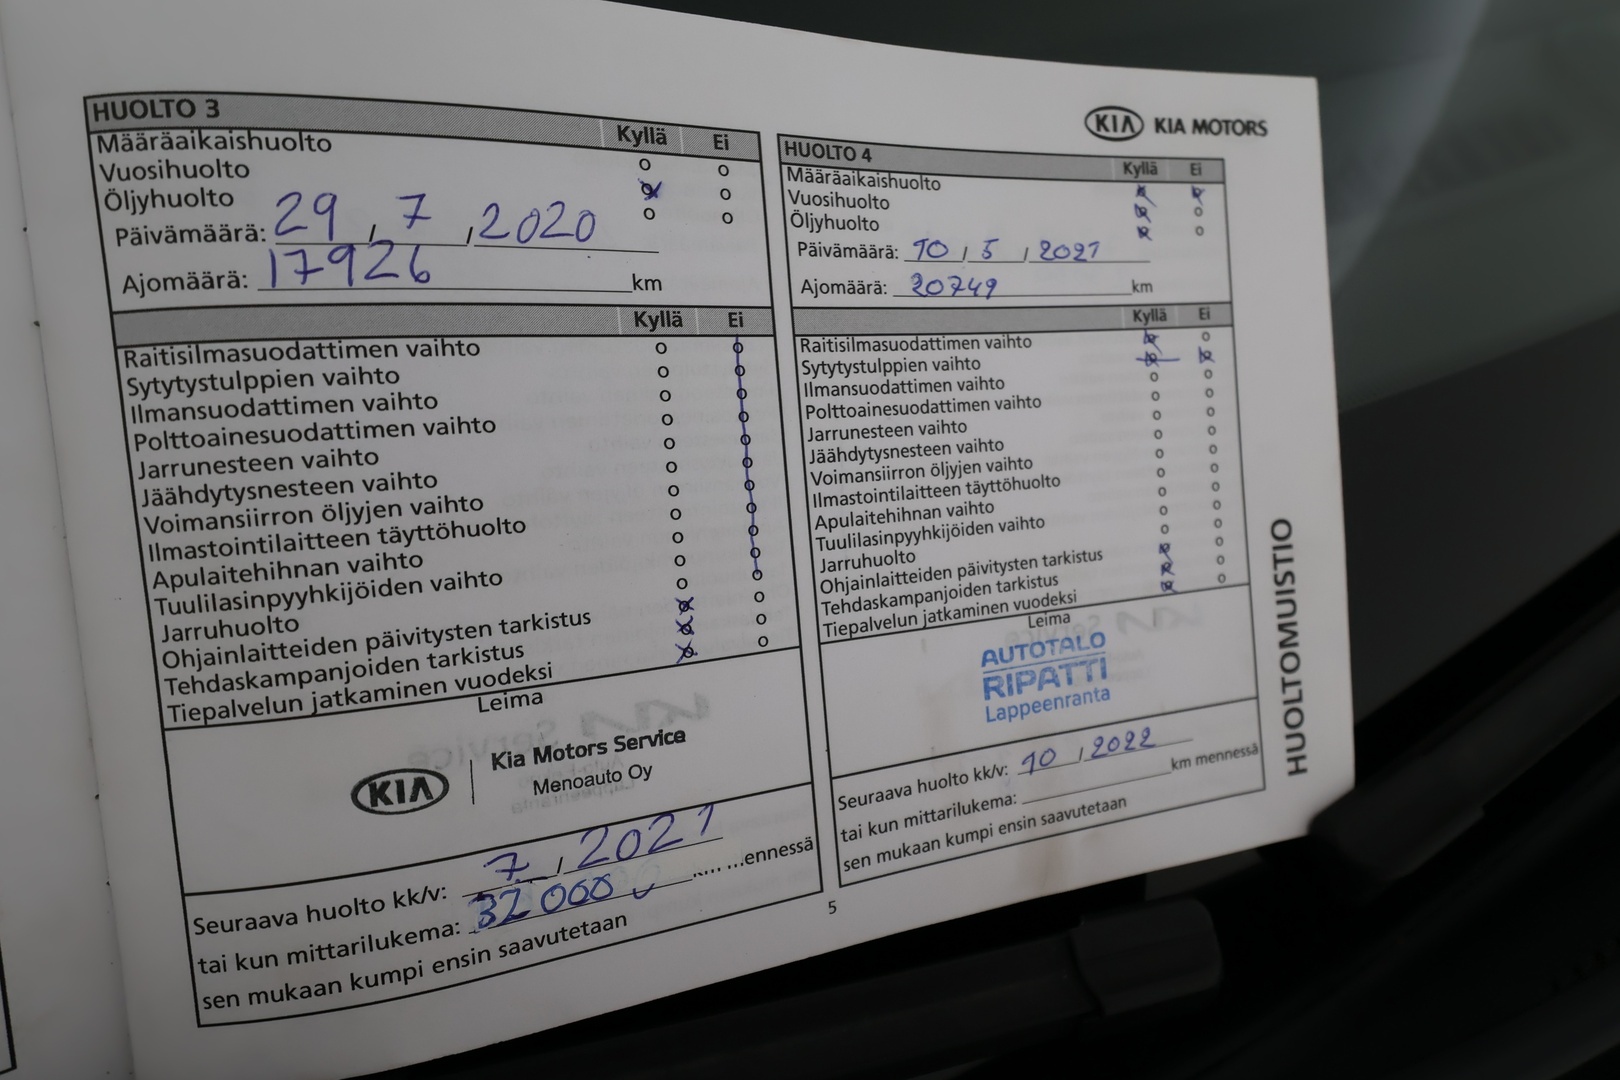 HUOLTO 3
Kyllä Ei
Määräaikaishuolto
Vuosihuolto
Öljyhuolto
Päivämäärä: 29 / 7 / 2020
Ajomäärä: 17926 km
Kyllä Ei
Raitisilmasuodattimen vaihto
Sytytystulppien vaihto
Ilmansuodattimen vaihto
Polttoainesuodattimen vaihto
Jarrunesteen vaihto
Jäähdytysnesteen vaihto
Voimansiirron öljyjen vaihto
Ilmastointilaitteen täyttöhuolto
Apulaitehihnan vaihto
Tuulilasinpyyhkijöiden vaihto
Jarruhuolto
Ohjainlaitteiden päivitysten tarkistus
Tehdaskampanjoiden tarkistus
Tiepalvelun jatkaminen vuodeksi
Leima
KIA Kia Motors Service
Menoauto Oy
Seuraava huolto kk/v: 7 / 2021
tai kun mittarilukema: 32 000 km ...ennessä
sen mukaan kumpi ensin saavutetaan
KIA KIA MOTORS
HUOLTO 4
Kyllä Ei
Määräaikaishuolto
Vuosihuolto
Öljyhuolto
Päivämäärä: 10 / 5 / 2021
Ajomäärä: 20749 km
Kyllä Ei
Raitisilmasuodattimen vaihto
Sytytystulppien vaihto
Ilmansuodattimen vaihto
Polttoainesuodattimen vaihto
Jarrunesteen vaihto
Jäähdytysnesteen vaihto
Voimansiirron öljyjen vaihto
Ilmastointilaitteen täyttöhuolto
Apulaitehihnan vaihto
Tuulilasinpyyhkijöiden vaihto
Jarruhuolto
Ohjainlaitteiden päivitysten tarkistus
Tehdaskampanjoiden tarkistus
Tiepalvelun jatkaminen vuodeksi
Leima
AUTOTALO
RIPATTI
Lappeenranta
Seuraava huolto kk/v: 10 / 2022
tai kun mittarilukema: km mennessä
sen mukaan kumpi ensin saavutetaan
5
HUOLTOMUISTIO